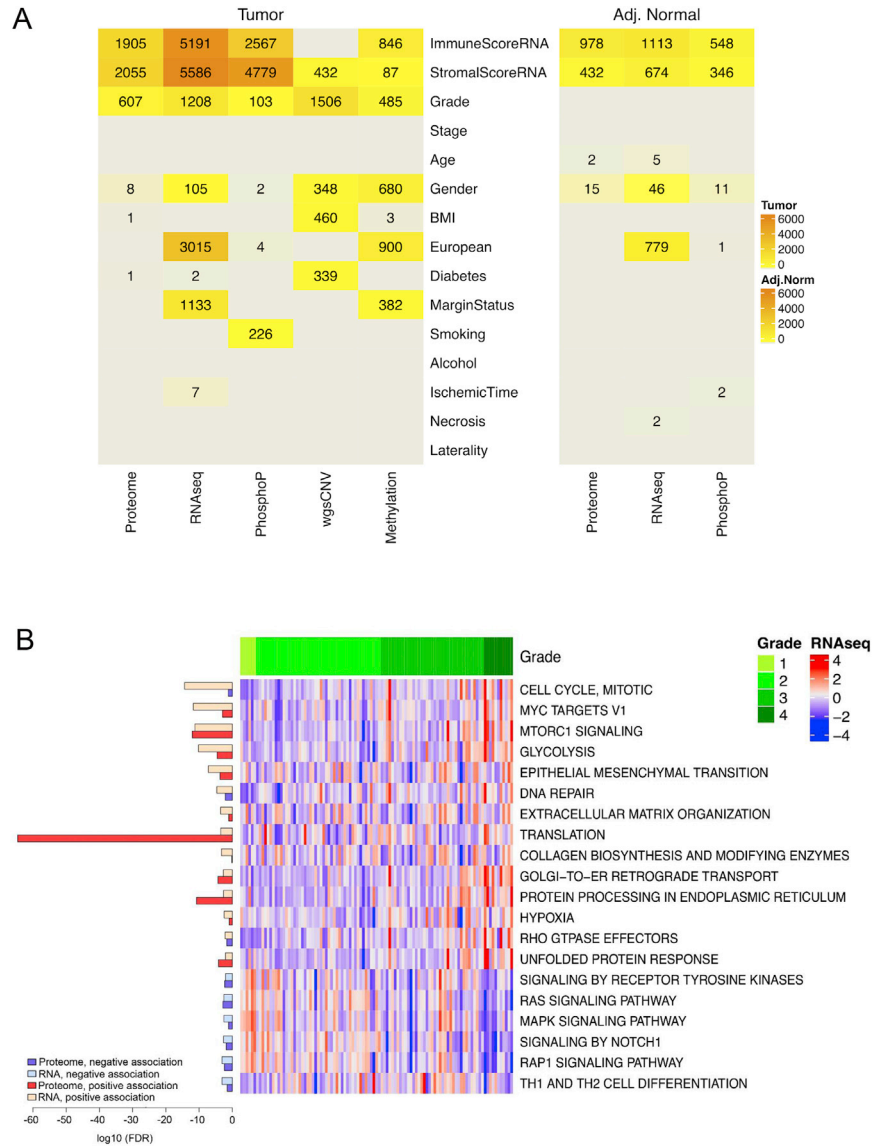 A
Tumor
Adj. Normal
1905 5191 2567 846 ImmuneScoreRNA 978 1113 548
2055 5586 4779 432 87 StromalScoreRNA 432 674 346
607 1208 103 1506 485 Grade
Stage
Age 2 5
8 105 2 348 680 Gender 15 46 11
1 460 3 BMI
3015 4 900 European 779 1
1 2 339 Diabetes
1133 382 MarginStatus
226 Smoking
Alcohol
7 IschemicTime 2
Necrosis 2
Laterality
Proteome RNAseq PhosphoP wgsCNV Methylation
Proteome RNAseq PhosphoP
Tumor
6000
4000
2000
0
Adj.Norm
6000
4000
2000
0
B
Grade
CELL CYCLE, MITOTIC
MYC TARGETS V1
MTORC1 SIGNALING
GLYCOLYSIS
EPITHELIAL MESENCHYMAL TRANSITION
DNA REPAIR
EXTRACELLULAR MATRIX ORGANIZATION
TRANSLATION
COLLAGEN BIOSYNTHESIS AND MODIFYING ENZYMES
GOLGI−TO−ER RETROGRADE TRANSPORT
PROTEIN PROCESSING IN ENDOPLASMIC RETICULUM
HYPOXIA
RHO GTPASE EFFECTORS
UNFOLDED PROTEIN RESPONSE
SIGNALING BY RECEPTOR TYROSINE KINASES
RAS SIGNALING PATHWAY
MAPK SIGNALING PATHWAY
SIGNALING BY NOTCH1
RAP1 SIGNALING PATHWAY
TH1 AND TH2 CELL DIFFERENTIATION
Grade
1
2
3
4
RNAseq
4
2
0
−2
−4
Proteome, negative association
RNA, negative association
Proteome, positive association
RNA, positive association
-60 -50 -40 -30 -20 -10 0
log10 (FDR)